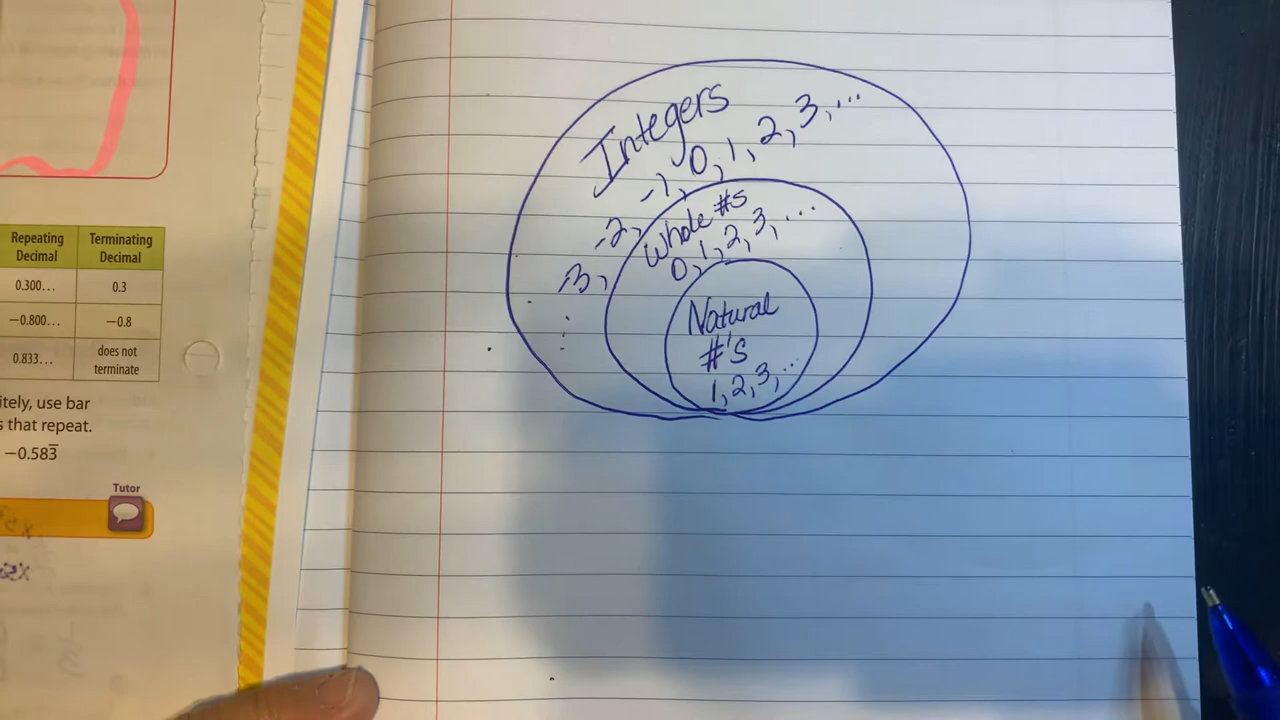 Repeating Decimal
Terminating Decimal
0.300...
0.3
−0.800...
−0.8
0.833...
does not terminate
itely, use bar
s that repeat.
−0.583̅
Tutor
Integers
... -3, -2, -1, 0, 1, 2, 3, ...
Whole #s
0, 1, 2, 3, ...
Natural
#'s
1, 2, 3, ...